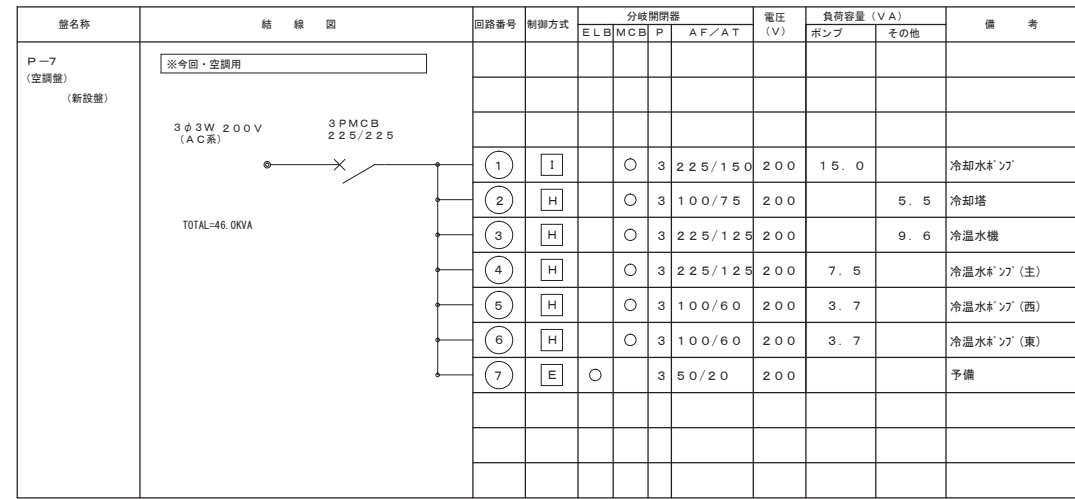 盤名称 結 線 図 回路番号 制御方式 分岐開閉器 電圧 負荷容量（ＶＡ） 備 考
ＥＬＢ ＭＣＢ Ｐ ＡＦ／ＡＴ （Ｖ） ポンプ その他
Ｐ－７ ※今回・空調用
（空調盤）
（新設盤）
３φ３Ｗ ２００Ｖ ３ＰＭＣＢ
（ＡＣ系） ２２５/２２５
１ I ○ ３ ２２５/１５０ ２００ １５．０ 冷却水ﾎﾟﾝﾌﾟ
２ Ｈ ○ ３ １００/７５ ２００ ５．５ 冷却塔
TOTAL=46.0KVA
３ Ｈ ○ ３ ２２５/１２５ ２００ ９．６ 冷温水機
４ Ｈ ○ ３ ２２５/１２５ ２００ ７．５ 冷温水ﾎﾟﾝﾌﾟ(主)
５ Ｈ ○ ３ １００/６０ ２００ ３．７ 冷温水ﾎﾟﾝﾌﾟ(西)
６ Ｈ ○ ３ １００/６０ ２００ ３．７ 冷温水ﾎﾟﾝﾌﾟ(東)
７ Ｅ ○ ３ ５０/２０ ２００ 予備